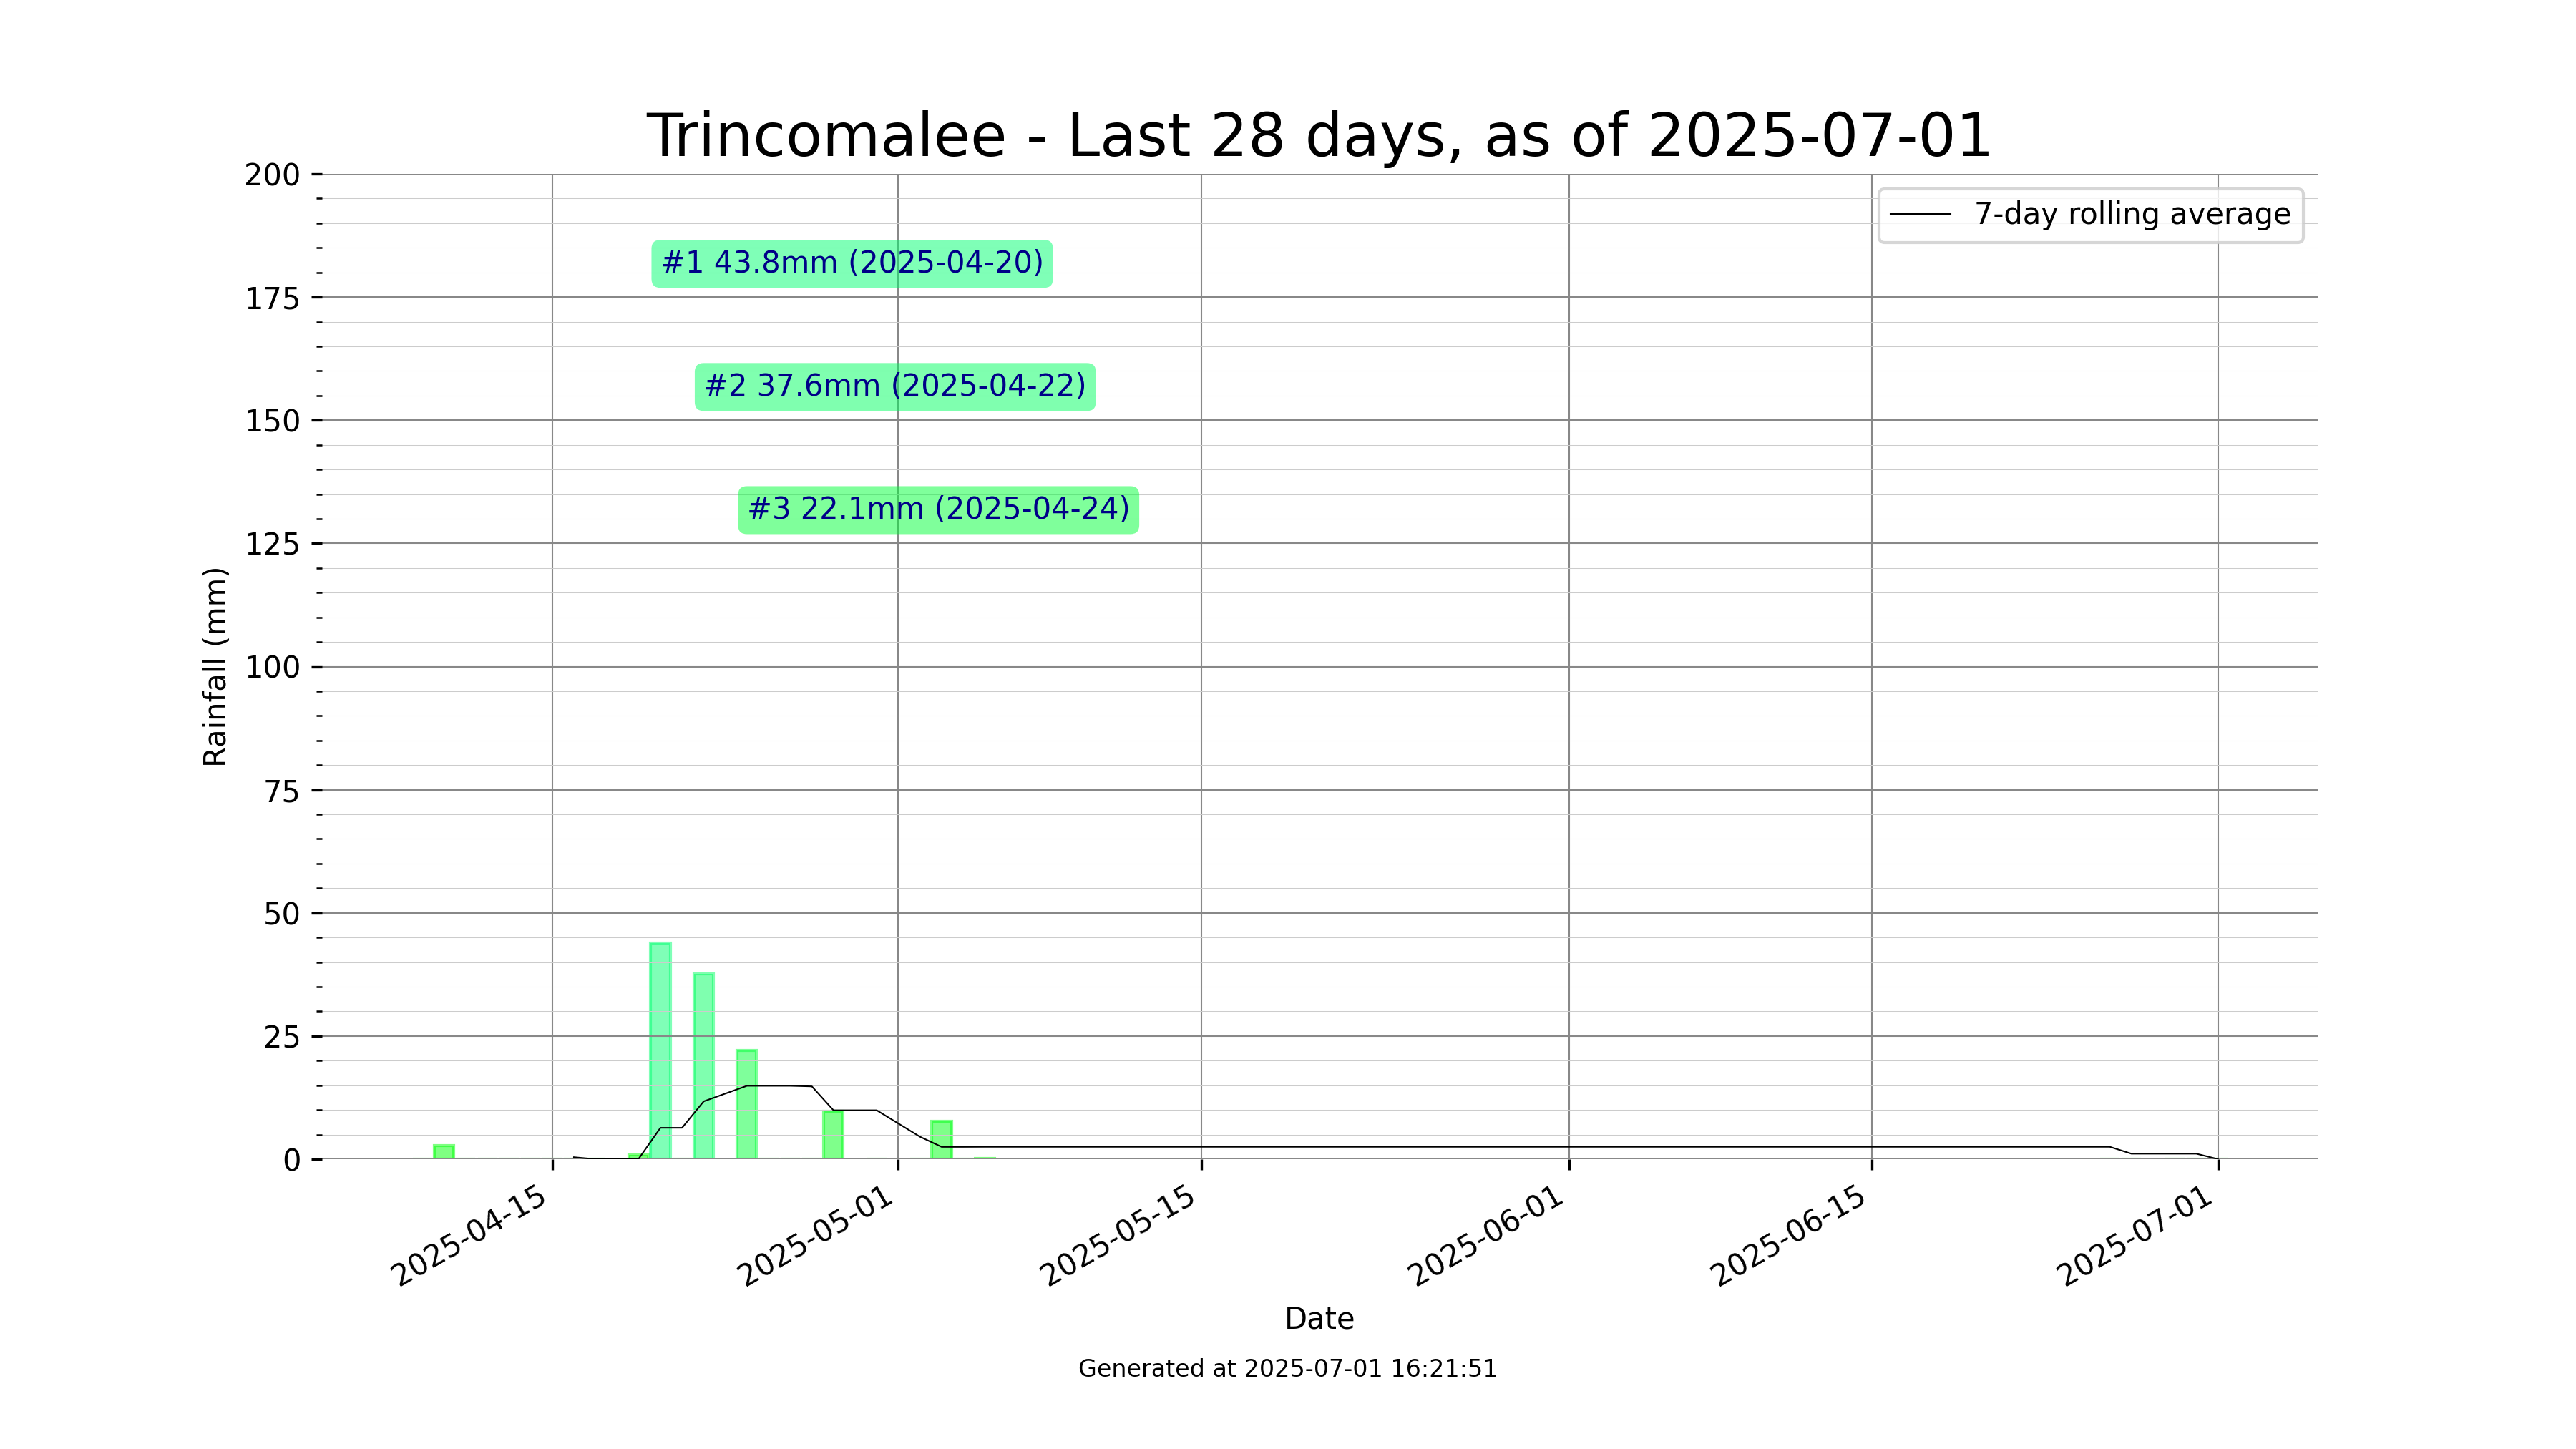 Trincomalee - Last 28 days, as of 2025-07-01
7-day rolling average
#1 43.8mm (2025-04-20)
#2 37.6mm (2025-04-22)
#3 22.1mm (2025-04-24)
Rainfall (mm)
200
175
150
125
100
75
50
25
0
2025-04-15
2025-05-01
2025-05-15
2025-06-01
2025-06-15
2025-07-01
Date
Generated at 2025-07-01 16:21:51